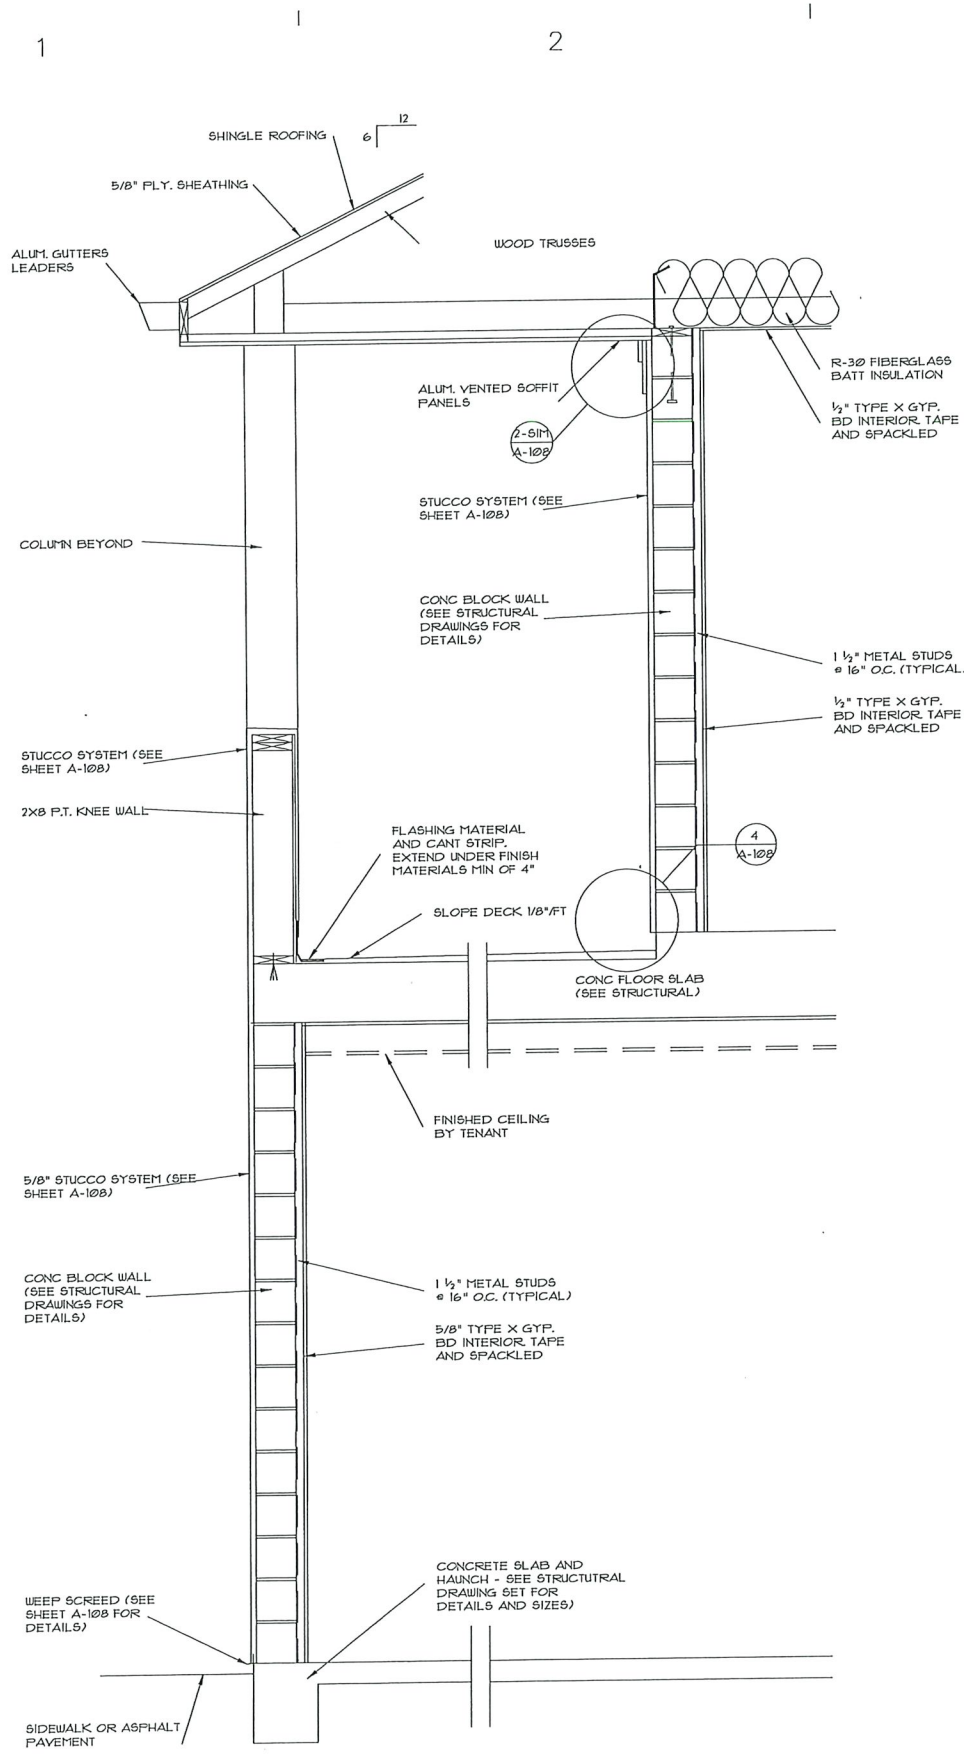 1
2
12
6
SHINGLE ROOFING
5/8" PLY. SHEATHING
ALUM. GUTTERS
LEADERS
WOOD TRUSSES
R-30 FIBERGLASS
BATT INSULATION
ALUM. VENTED SOFFIT
PANELS
1/2" TYPE X GYP.
BD INTERIOR TAPE
AND SPACKLED
2-SIM
A-108
STUCCO SYSTEM (SEE
SHEET A-108)
COLUMN BEYOND
CONC BLOCK WALL
(SEE STRUCTURAL
DRAWINGS FOR
DETAILS)
1 1/2" METAL STUDS
@ 16" O.C. (TYPICAL)
1/2" TYPE X GYP.
BD INTERIOR TAPE
AND SPACKLED
STUCCO SYSTEM (SEE
SHEET A-108)
2X8 P.T. KNEE WALL
FLASHING MATERIAL
AND CANT STRIP.
EXTEND UNDER FINISH
MATERIALS MIN OF 4"
4
A-108
SLOPE DECK 1/8"/FT
CONC FLOOR SLAB
(SEE STRUCTURAL)
FINISHED CEILING
BY TENANT
5/8" STUCCO SYSTEM (SEE
SHEET A-108)
CONC BLOCK WALL
(SEE STRUCTURAL
DRAWINGS FOR
DETAILS)
1 1/2" METAL STUDS
@ 16" O.C. (TYPICAL)
5/8" TYPE X GYP.
BD INTERIOR TAPE
AND SPACKLED
CONCRETE SLAB AND
HAUNCH - SEE STRUCTUTRAL
DRAWING SET FOR
DETAILS AND SIZES)
WEEP SCREED (SEE
SHEET A-108 FOR
DETAILS)
SIDEWALK OR ASPHALT
PAVEMENT